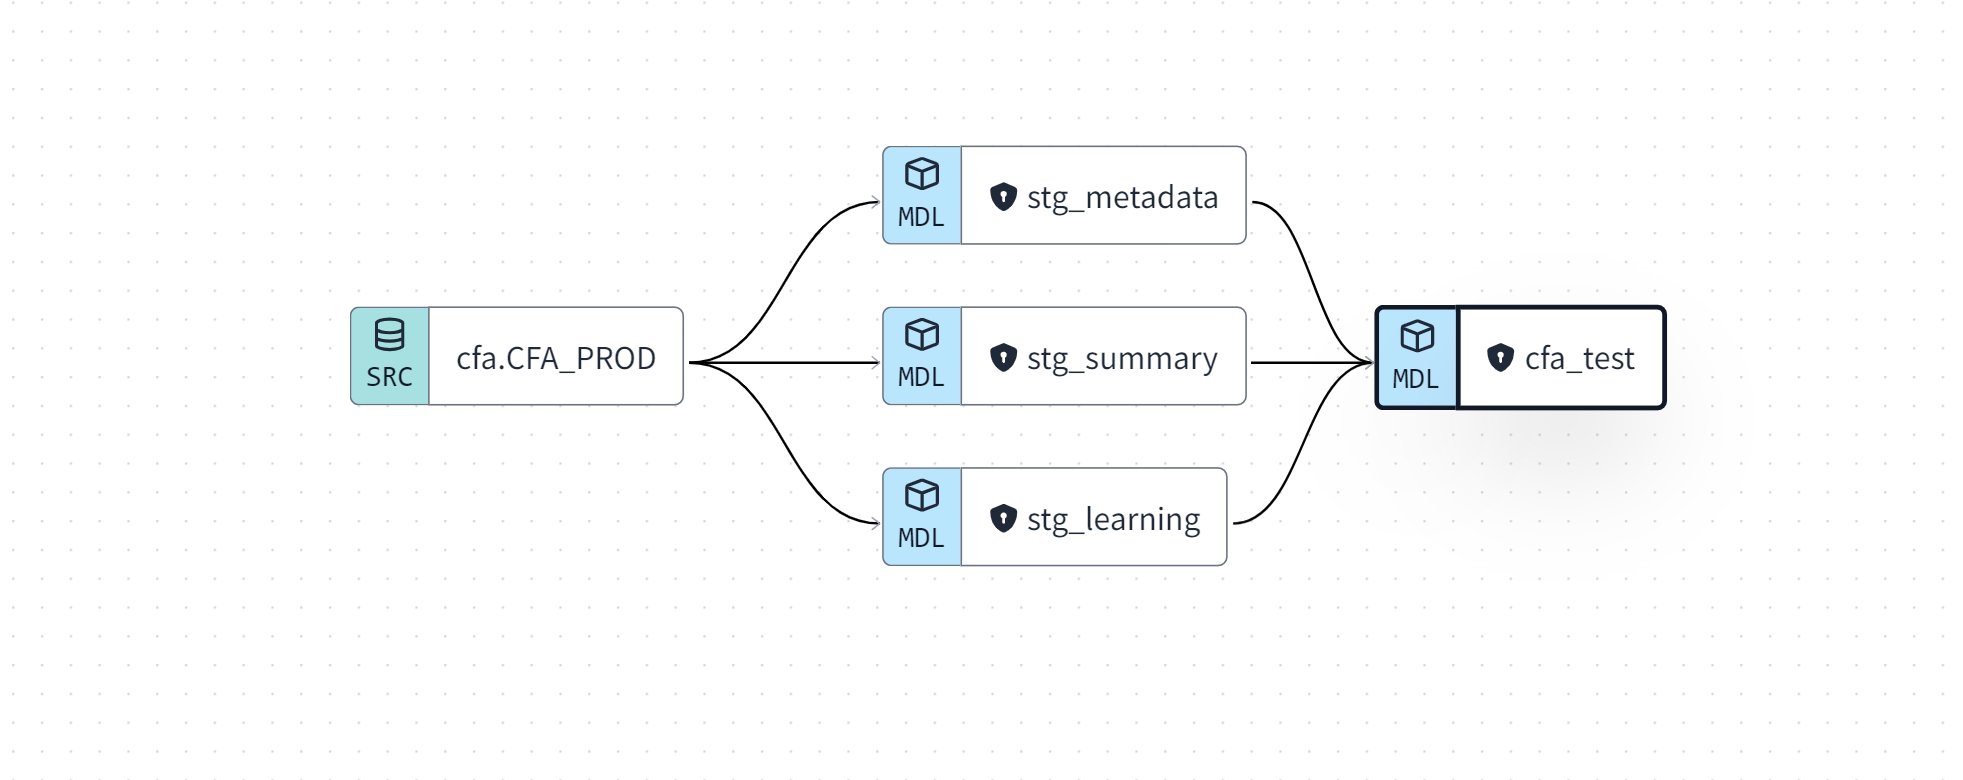 SRC
cfa.CFA_PROD
MDL
stg_metadata
MDL
stg_summary
MDL
stg_learning
MDL
cfa_test